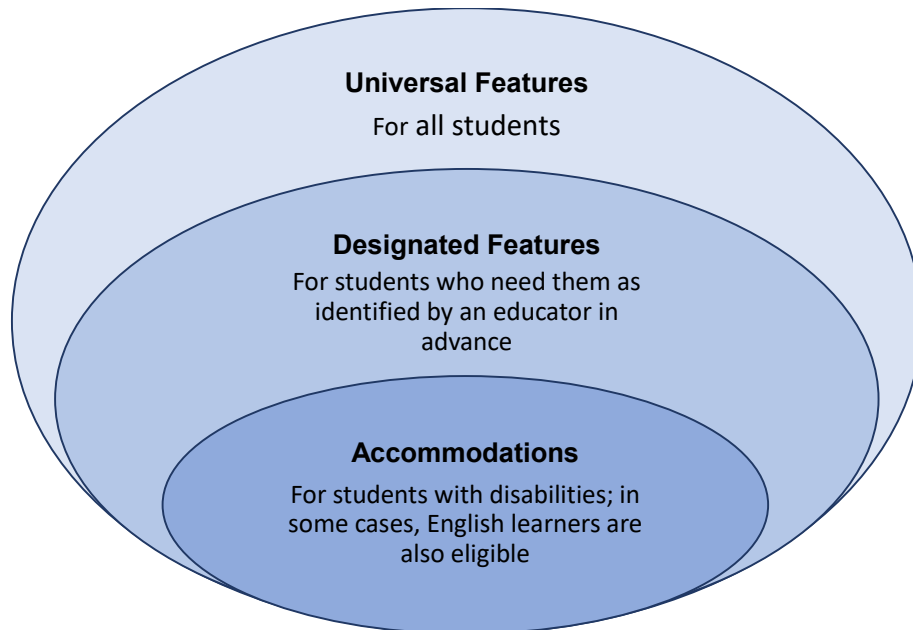 Universal Features
For all students
Designated Features
For students who need them as
identified by an educator in
advance
Accommodations
For students with disabilities; in
some cases, English learners are
also eligible